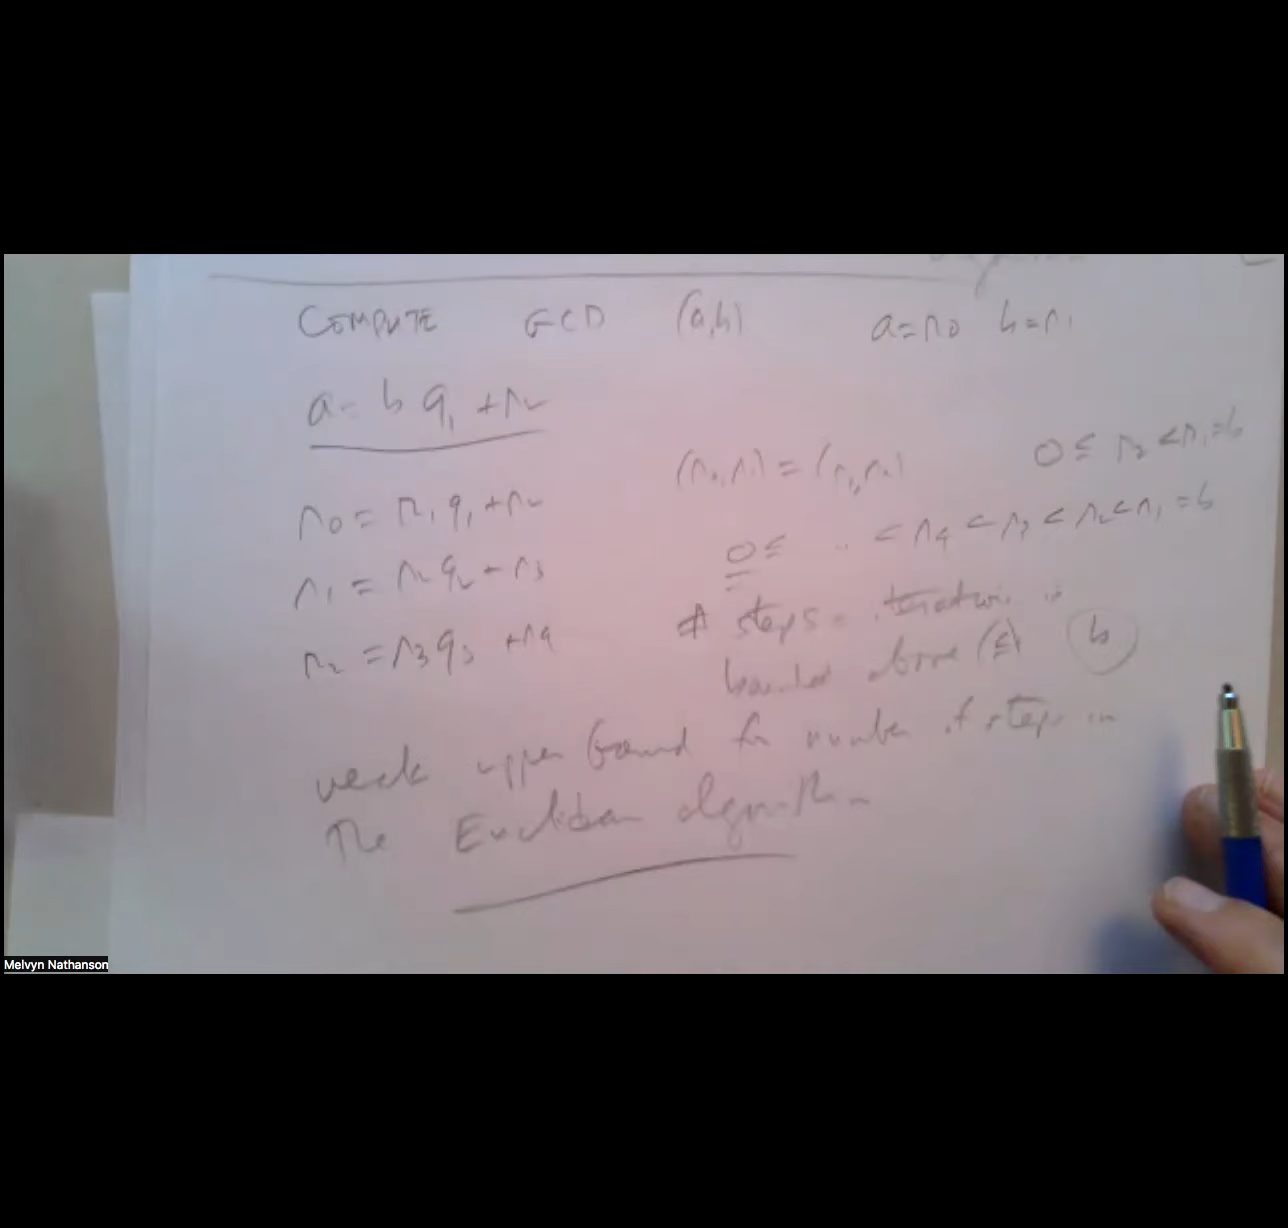 COMPUTE GCD (a,b) a=r0 b=r1
a = b q1 + r2
(r0,r1) = (r1,r2) 0 ≤ r2 < r1 = b
r0 = r1 q1 + r2
0 ≤ .. < r4 < r3 < r2 < r1 = b
r1 = r2 q2 + r3
# steps = iterations is
r2 = r3 q3 + r4
bounded above (≤) b
weak upper bound for number of steps in
The Euclidean algorithm
Melvyn Nathanson